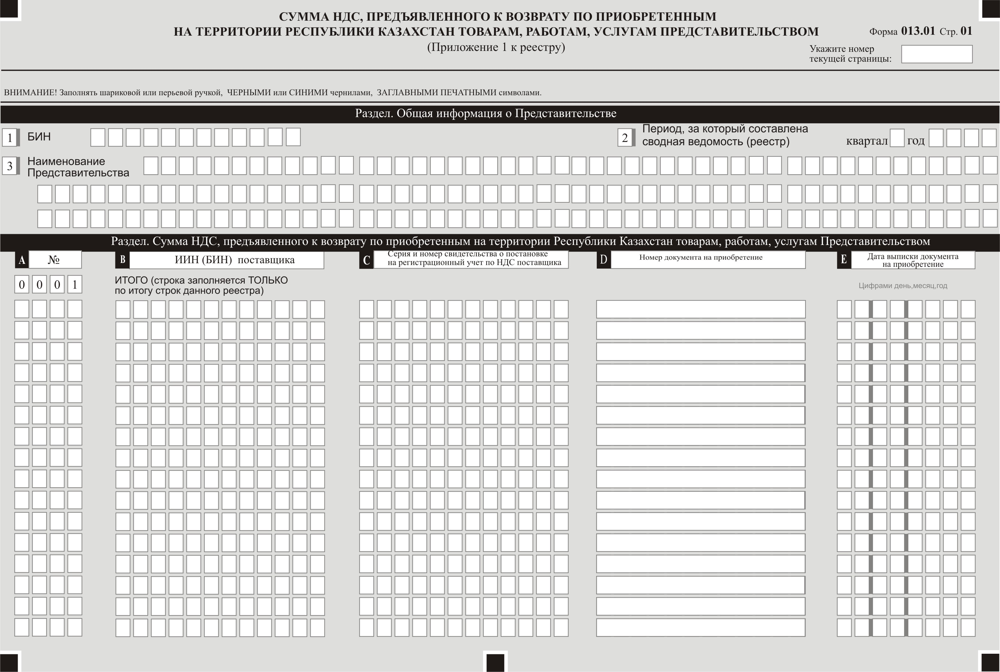 СУММА НДС, ПРЕДЪЯВЛЕННОГО К ВОЗВРАТУ ПО ПРИОБРЕТЕННЫМ
НА ТЕРРИТОРИИ РЕСПУБЛИКИ КАЗАХСТАН ТОВАРАМ, РАБОТАМ, УСЛУГАМ ПРЕДСТАВИТЕЛЬСТВОМ
(Приложение 1 к реестру)
Форма 013.01 Стр. 01
Укажите номер
текущей страницы:
ВНИМАНИЕ! Заполнять шариковой или перьевой ручкой, ЧЕРНЫМИ или СИНИМИ чернилами, ЗАГЛАВНЫМИ ПЕЧАТНЫМИ символами.
Раздел. Общая информация о Представительстве
1 БИН
2 Период, за который составлена
сводная ведомость (реестр)
квартал год
3 Наименование
Представительства
Раздел. Сумма НДС, предъявленного к возврату по приобретенным на территории Республики Казахстан товарам, работам, услугам Представительством
A №
B ИИН (БИН) поставщика
C Серия и номер свидетельства о постановке
на регистрационный учет по НДС поставщика
D Номер документа на приобретение
E Дата выписки документа
на приобретение
0 0 0 1
ИТОГО (строка заполняется ТОЛЬКО
по итогу строк данного реестра)
Цифрами день,месяц,год